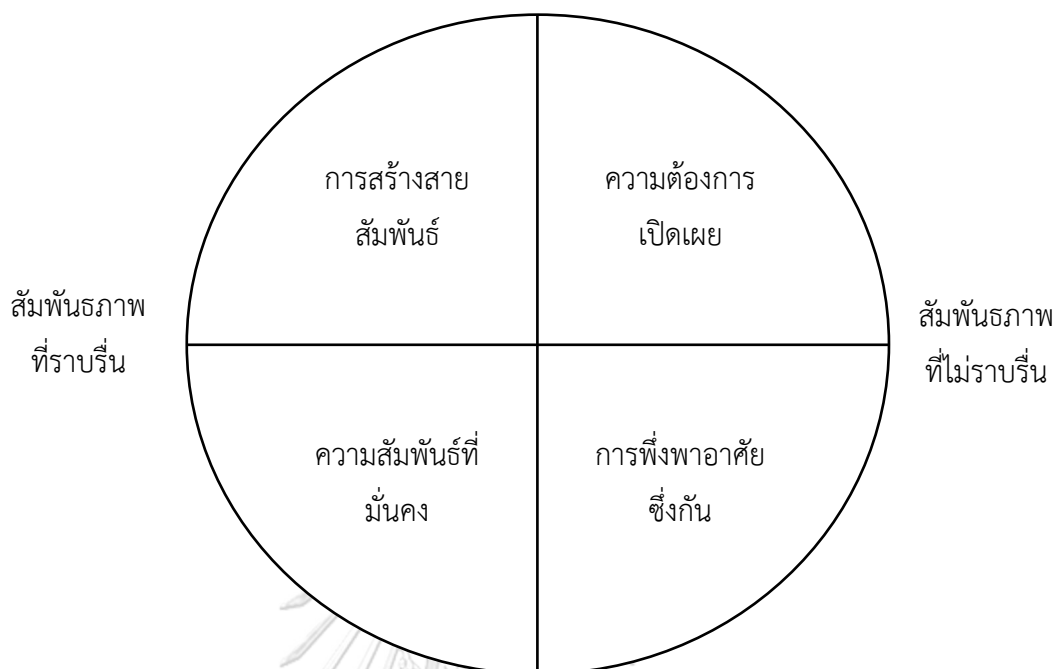 การสร้างสาย
สัมพันธ์
ความต้องการ
เปิดเผย
สัมพันธภาพ
ที่ราบรื่น
สัมพันธภาพ
ที่ไม่ราบรื่น
ความสัมพันธ์ที่
มั่นคง
การพึ่งพาอาศัย
ซึ่งกัน